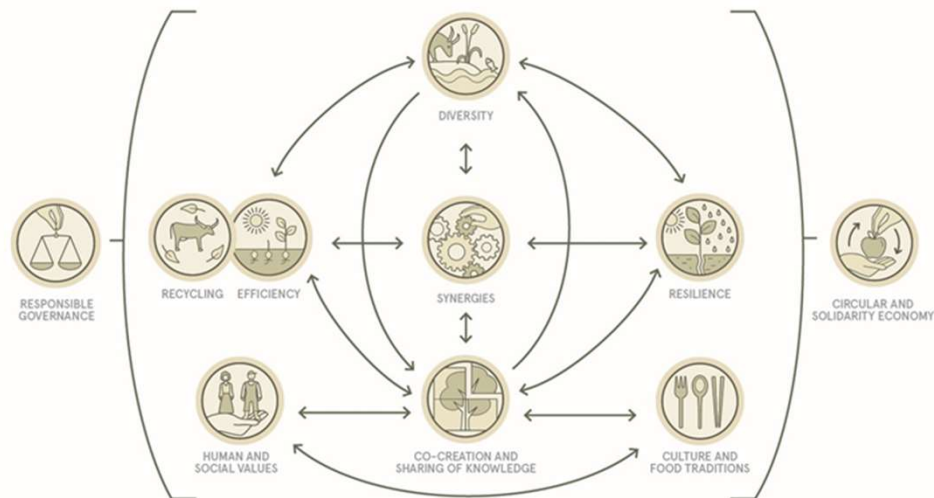 DIVERSITY
RECYCLING
EFFICIENCY
SYNERGIES
RESILIENCE
RESPONSIBLE
GOVERNANCE
CIRCULAR AND
SOLIDARITY ECONOMY
HUMAN AND
SOCIAL VALUES
CO-CREATION AND
SHARING OF KNOWLEDGE
CULTURE AND
FOOD TRADITIONS